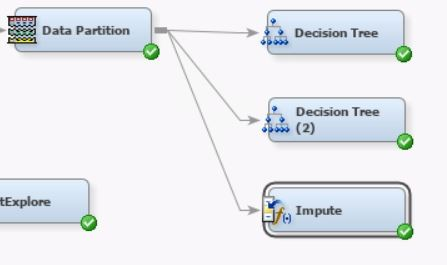 Data Partition
Decision Tree
Decision Tree
(2)
tExplore
Impute